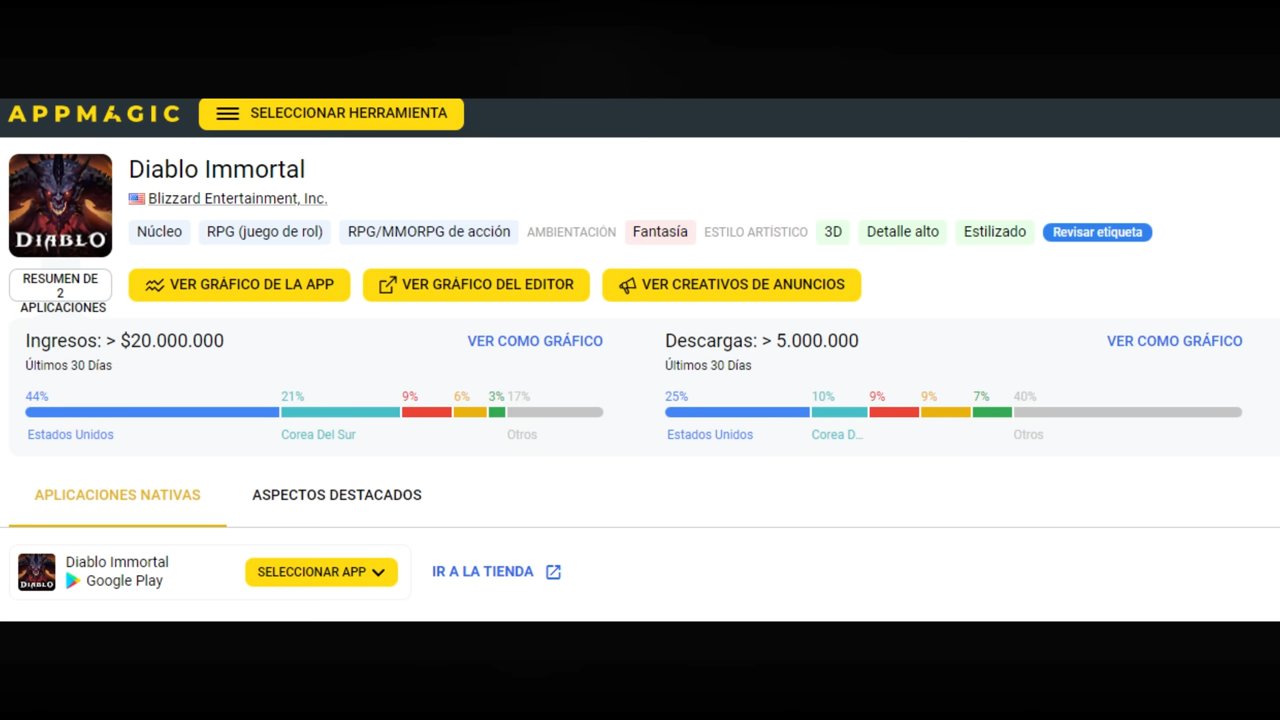 APPMAGIC
SELECCIONAR HERRAMIENTA
DIABLO
Diablo Immortal
Blizzard Entertainment, Inc.
Núcleo RPG (juego de rol) RPG/MMORPG de acción AMBIENTACIÓN Fantasía ESTILO ARTÍSTICO 3D Detalle alto Estilizado Revisar etiqueta
RESUMEN DE
2
APLICACIONES
VER GRÁFICO DE LA APP
VER GRÁFICO DEL EDITOR
VER CREATIVOS DE ANUNCIOS
Ingresos: > $20.000.000
VER COMO GRÁFICO
Últimos 30 Días
44% 21% 9% 6% 3% 17%
Estados Unidos Corea Del Sur Otros
Descargas: > 5.000.000
VER COMO GRÁFICO
Últimos 30 Días
25% 10% 9% 9% 7% 40%
Estados Unidos Corea D... Otros
APLICACIONES NATIVAS
ASPECTOS DESTACADOS
DIABLO
Diablo Immortal
Google Play
SELECCIONAR APP
IR A LA TIENDA